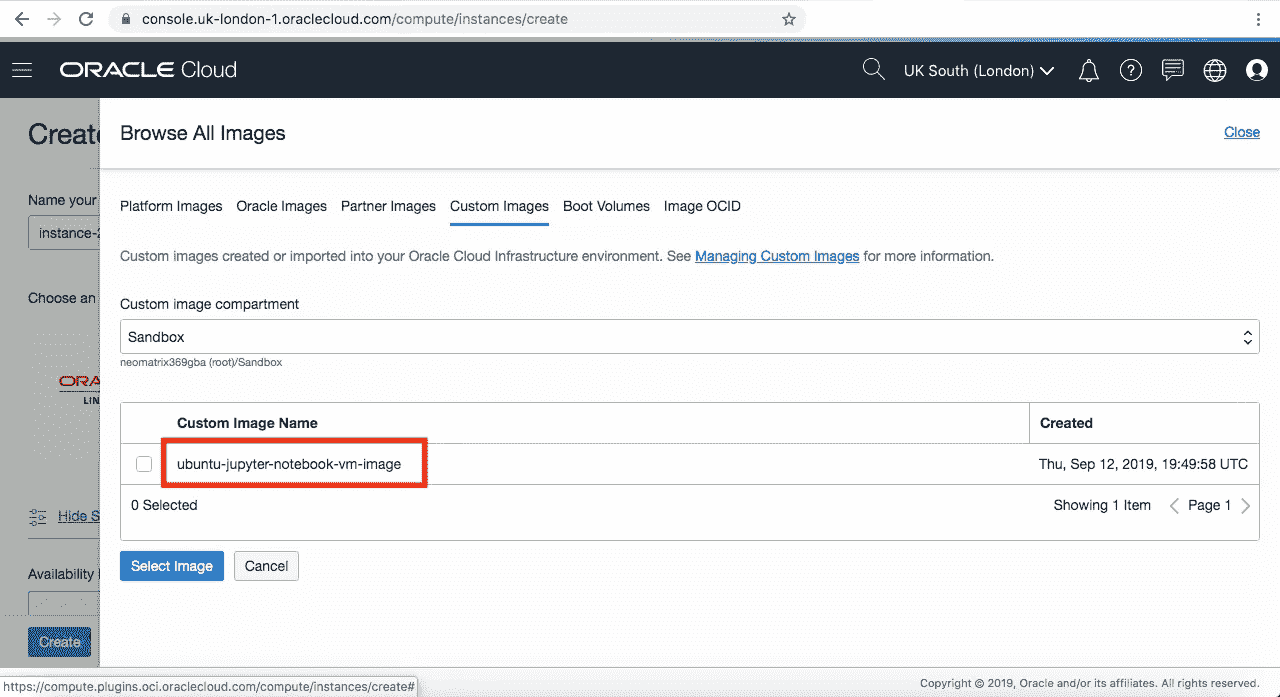 console.uk-london-1.oraclecloud.com/compute/instances/create
ORACLE Cloud
UK South (London)
Create
Browse All Images
Close
Name your
instance-2
Choose an
ORA
LIN
Hide S
Availability
Create
Platform Images Oracle Images Partner Images Custom Images Boot Volumes Image OCID
Custom images created or imported into your Oracle Cloud Infrastructure environment. See Managing Custom Images for more information.
Custom image compartment
Sandbox
neomatrix369gba (root)/Sandbox
Custom Image Name Created
ubuntu-jupyter-notebook-vm-image Thu, Sep 12, 2019, 19:49:58 UTC
0 Selected Showing 1 Item Page 1
Select Image Cancel
https://compute.plugins.oci.oraclecloud.com/compute/instances/create#
Copyright © 2019, Oracle and/or its affiliates. All rights reserved.